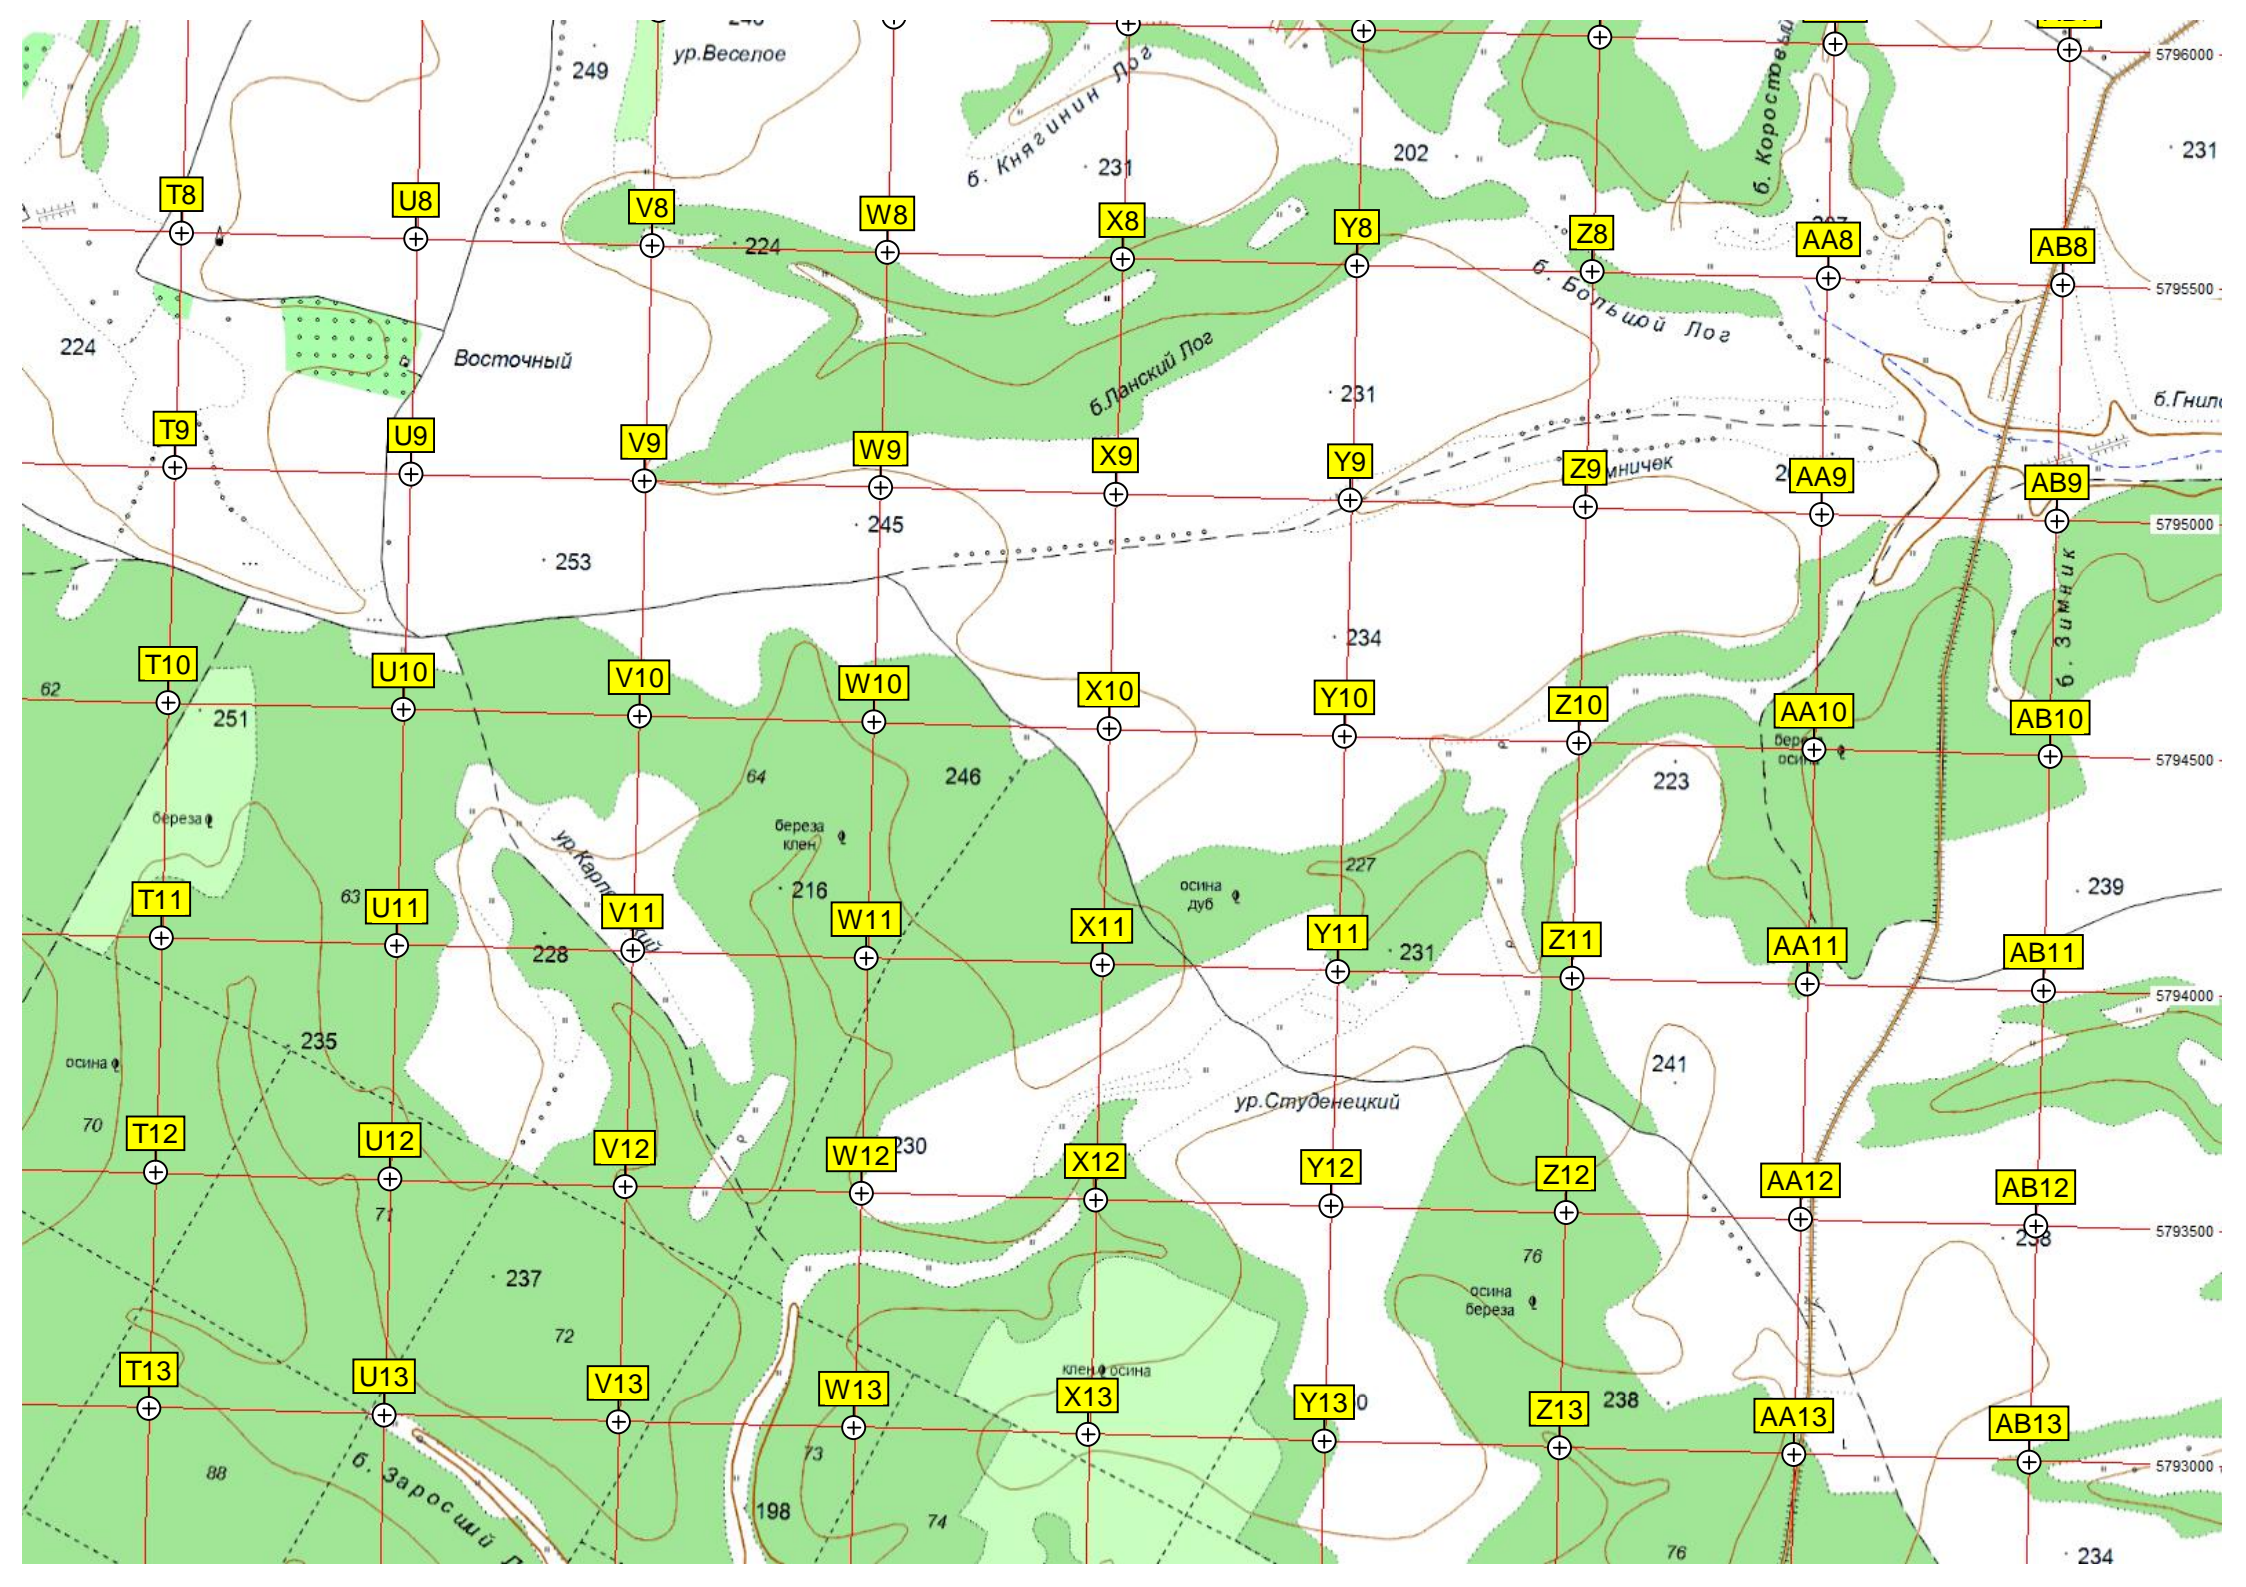 ур.Веселое
249
б. Княгинин Лог
231
202
б. Коростовый
5796000
231
T8
U8
V8
W8
X8
Y8
Z8
AA8
AB8
224
б. Большой Лог
5795500
224
Восточный
б.Ланский Лог
231
T9
U9
V9
W9
X9
Y9
Z9
AA9
AB9
245
253
5795000
б. Зимник
234
T10
U10
V10
W10
X10
Y10
Z10
AA10
AB10
62
251
64
246
223
осина
5794500
береза
береза
клен
216
227
осина
дуб
239
63
T11
U11
V11
W11
X11
Y11
Z11
AA11
AB11
228
231
5794000
235
осина
241
ур.Студенецкий
70
230
T12
U12
V12
W12
X12
Y12
Z12
AA12
AB12
71
238
5793500
237
76
осина
береза
72
клен осина
T13
U13
V13
W13
X13
Y13
Z13
AA13
AB13
238
73
88
5793000
б. Заросший
198
74
76
234